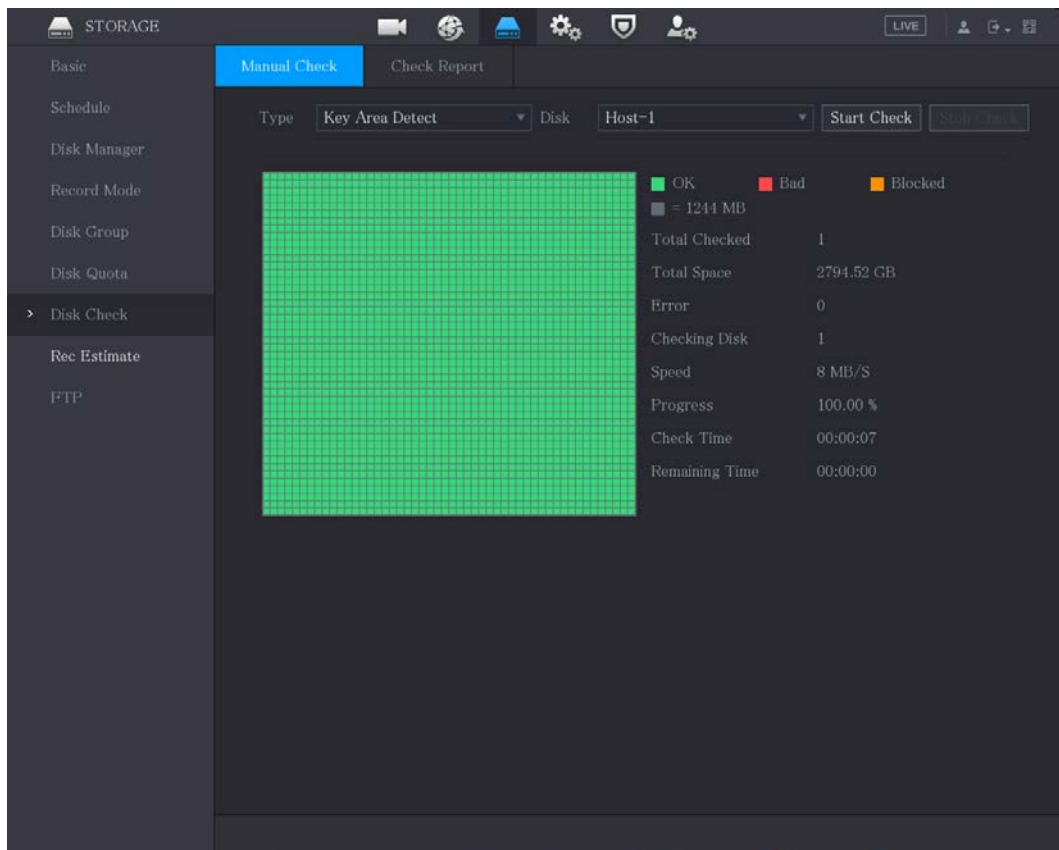 STORAGE LIVE
Basic
Manual Check Check Report
Schedule
Type Key Area Detect Disk Host-1 Start Check Stop Check
Disk Manager
Record Mode
OK Bad Blocked
= 1244 MB
Disk Group
Total Checked 1
Disk Quota
Total Space 2794.52 GB
Error 0
Disk Check
Checking Disk 1
Rec Estimate
Speed 8 MB/S
FTP
Progress 100.00 %
Check Time 00:00:07
Remaining Time 00:00:00